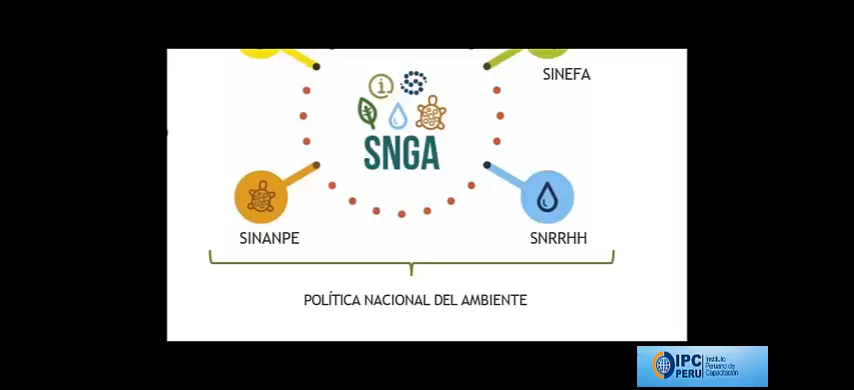 SINEFA
SNGA
SINANPE
SNRRHH
POLÍTICA NACIONAL DEL AMBIENTE
IPC
PERU
Instituto
Peruano de
Capacitación